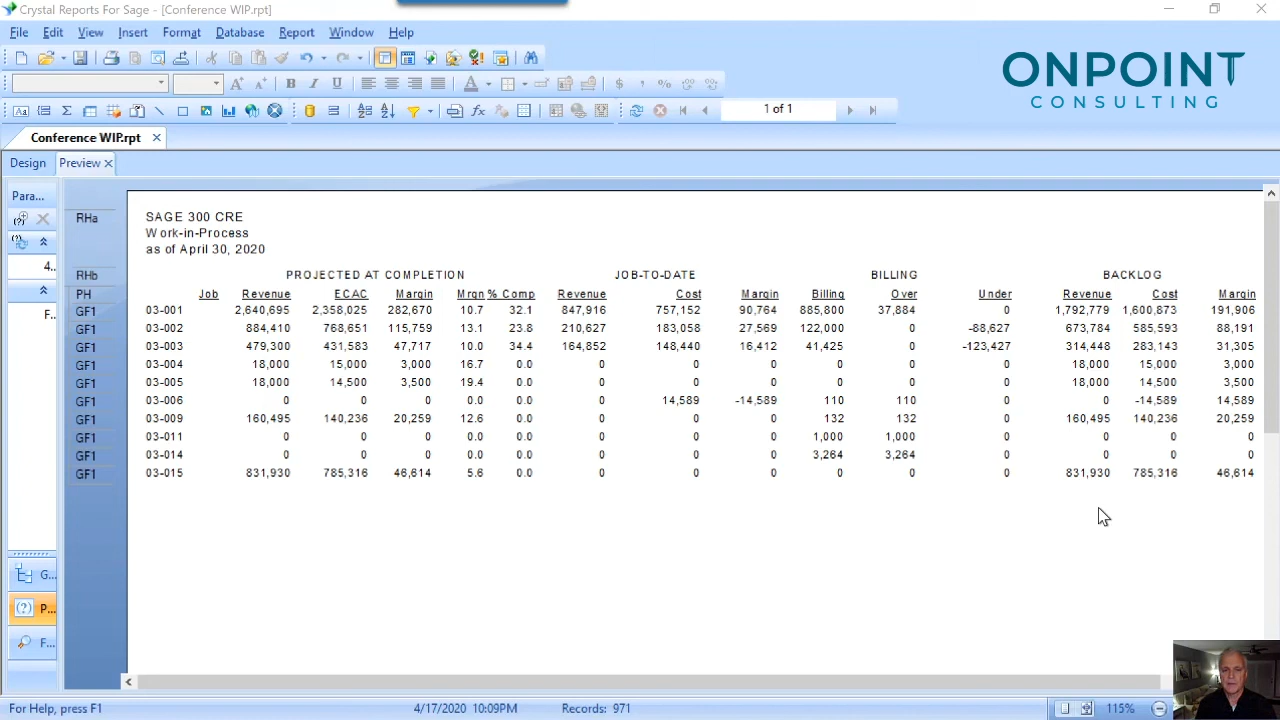 Crystal Reports For Sage - [Conference WIP.rpt]
File Edit View Insert Format Database Report Window Help
ONPOINT
CONSULTING
1 of 1
Conference WIP.rpt
Design Preview
Para...
4..
F..
G...
P...
F...
RHa
SAGE 300 CRE
Work-in-Process
as of April 30, 2020
RHb PROJECTED AT COMPLETION JOB-TO-DATE BILLING BACKLOG
PH Job Revenue ECAC Margin Mrgn % Comp Revenue Cost Margin Billing Over Under Revenue Cost Margin
GF1 03-001 2,640,695 2,358,025 282,670 10.7 32.1 847,916 757,152 90,764 885,800 37,884 0 1,792,779 1,600,873 191,906
GF1 03-002 884,410 768,651 115,759 13.1 23.8 210,627 183,058 27,569 122,000 0 -88,627 673,784 585,593 88,191
GF1 03-003 479,300 431,583 47,717 10.0 34.4 164,852 148,440 16,412 41,425 0 -123,427 314,448 283,143 31,305
GF1 03-004 18,000 15,000 3,000 16.7 0.0 0 0 0 0 0 0 18,000 15,000 3,000
GF1 03-005 18,000 14,500 3,500 19.4 0.0 0 0 0 0 0 0 18,000 14,500 3,500
GF1 03-006 0 0 0 0.0 0.0 0 14,589 -14,589 110 110 0 0 -14,589 14,589
GF1 03-009 160,495 140,236 20,259 12.6 0.0 0 0 0 132 132 0 160,495 140,236 20,259
GF1 03-011 0 0 0 0.0 0.0 0 0 0 1,000 1,000 0 0 0 0
GF1 03-014 0 0 0 0.0 0.0 0 0 0 3,264 3,264 0 0 0 0
GF1 03-015 831,930 785,316 46,614 5.6 0.0 0 0 0 0 0 0 831,930 785,316 46,614
For Help, press F1 4/17/2020 10:09PM Records: 971 115%